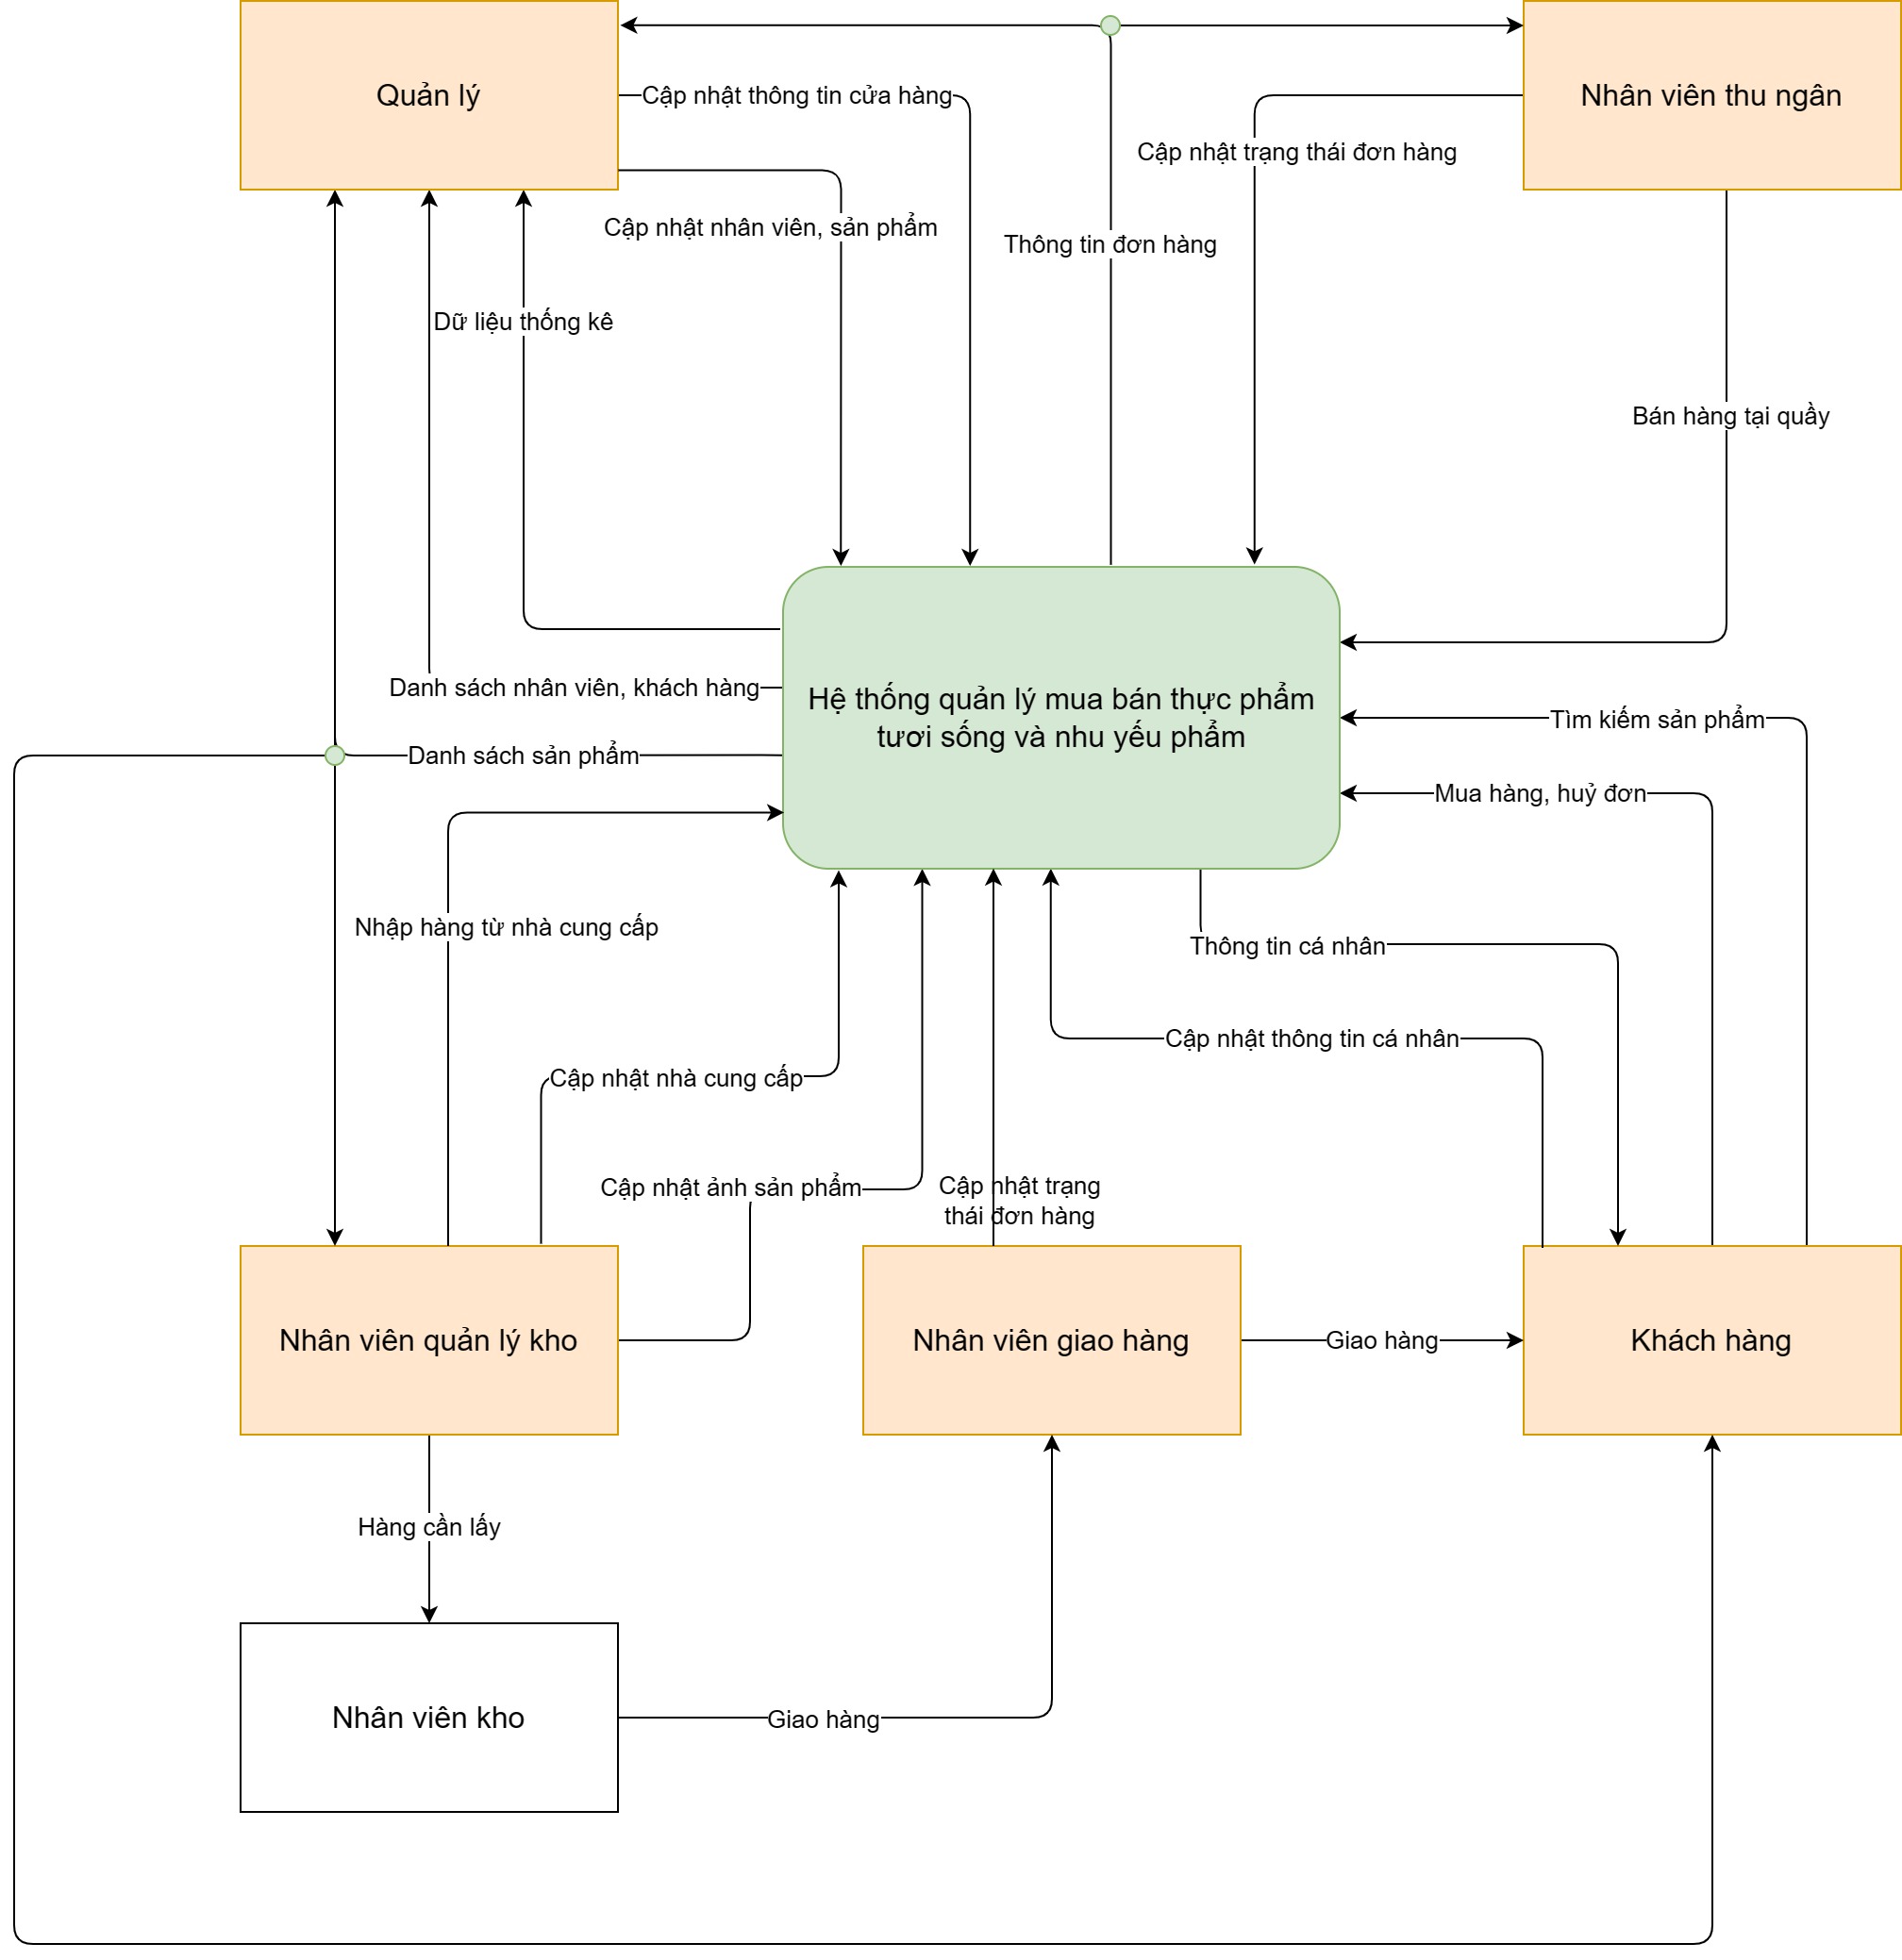 Quản lý
Nhân viên thu ngân
Cập nhật thông tin cửa hàng
Cập nhật trạng thái đơn hàng
Cập nhật nhân viên, sản phẩm
Thông tin đơn hàng
Dữ liệu thống kê
Bán hàng tại quầy
Danh sách nhân viên, khách hàng
Hệ thống quản lý mua bán thực phẩm
tươi sống và nhu yếu phẩm
Tìm kiếm sản phẩm
Danh sách sản phẩm
Mua hàng, huỷ đơn
Nhập hàng từ nhà cung cấp
Thông tin cá nhân
Cập nhật thông tin cá nhân
Cập nhật nhà cung cấp
Cập nhật ảnh sản phẩm
Cập nhật trạng
thái đơn hàng
Nhân viên quản lý kho
Nhân viên giao hàng
Giao hàng
Khách hàng
Hàng cần lấy
Nhân viên kho
Giao hàng